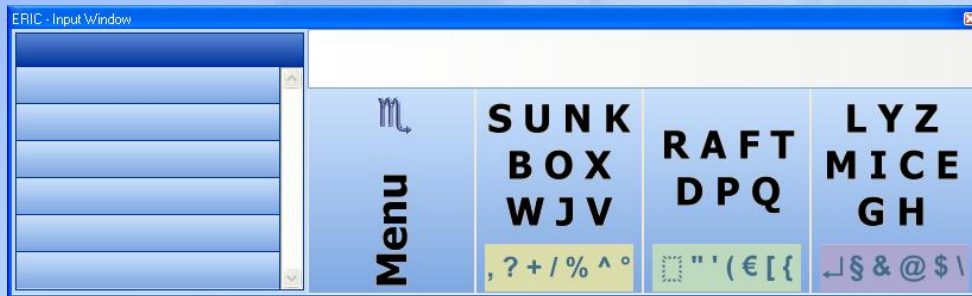 ERIC - Input Window
Menu
S U N K
B O X
W J V
, ? + / % ^ °
R A F T
D P Q
" ' ( € [ {
L Y Z
M I C E
G H
↵ § & @ $ \